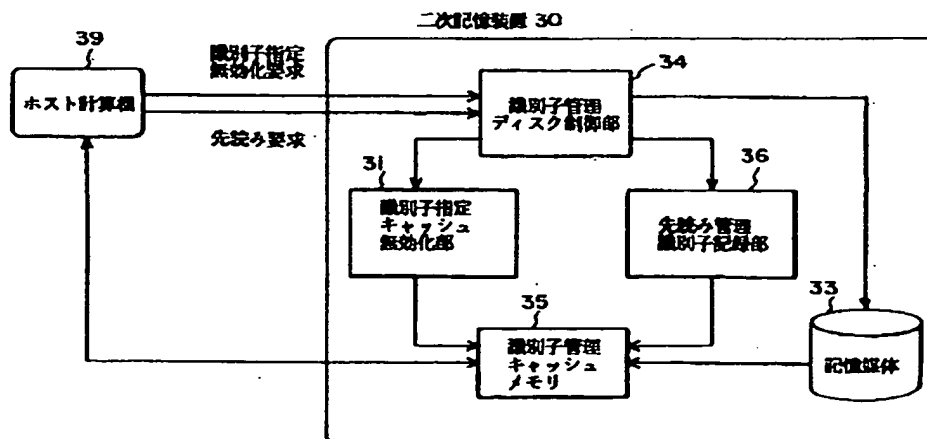 二次記憶装置 30
39
識別子指定
無効化要求
34
ホスト計算機
識別子管理
ディスク制御部
先読み要求
31
36
識別子指定
キャッシュ
無効化部
先読み管理
識別子記録部
33
35
識別子管理
キャッシュ
メモリ
記憶媒体